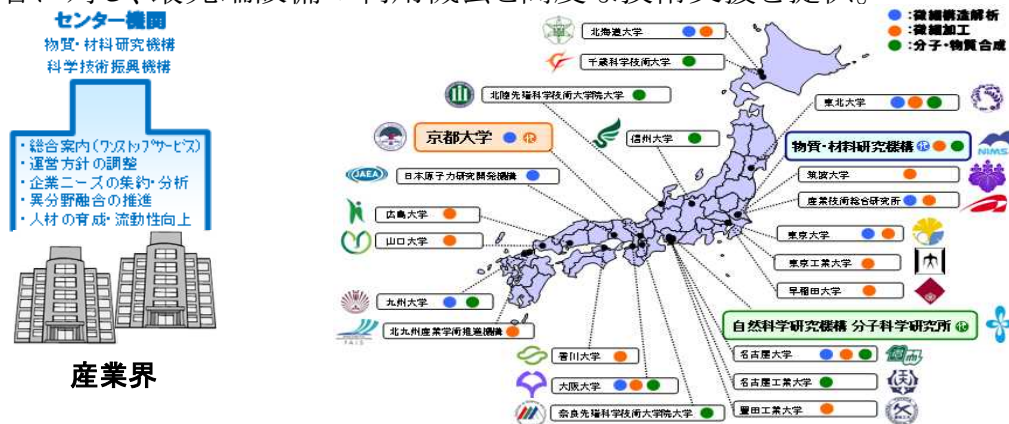 センター機関
物質・材料研究機構
科学技術振興機構
・総合案内(ワンストップサービス)
・運営方針の調整
・企業ニーズの集約・分析
・異分野融合の推進
・人材の育成・流動性向上
産業界
:微細構造解析
:微細加工
:分子・物質合成
北海道大学
千歳科学技術大学
北陸先端科学技術大学院大学
東北大学
京都大学 代
信州大学
物質・材料研究機構 代
NIMS
JAEA
日本原子力研究開発機構
筑波大学
広島大学
産業技術総合研究所
山口大学
東京大学
東京工業大学
九州大学
早稲田大学
北九州産業学術推進機構
FAIS
自然科学研究機構 分子科学研究所 代
香川大学
名古屋大学
大阪大学
名古屋工業大学
奈良先端科学技術大学院大学
豊田工業大学